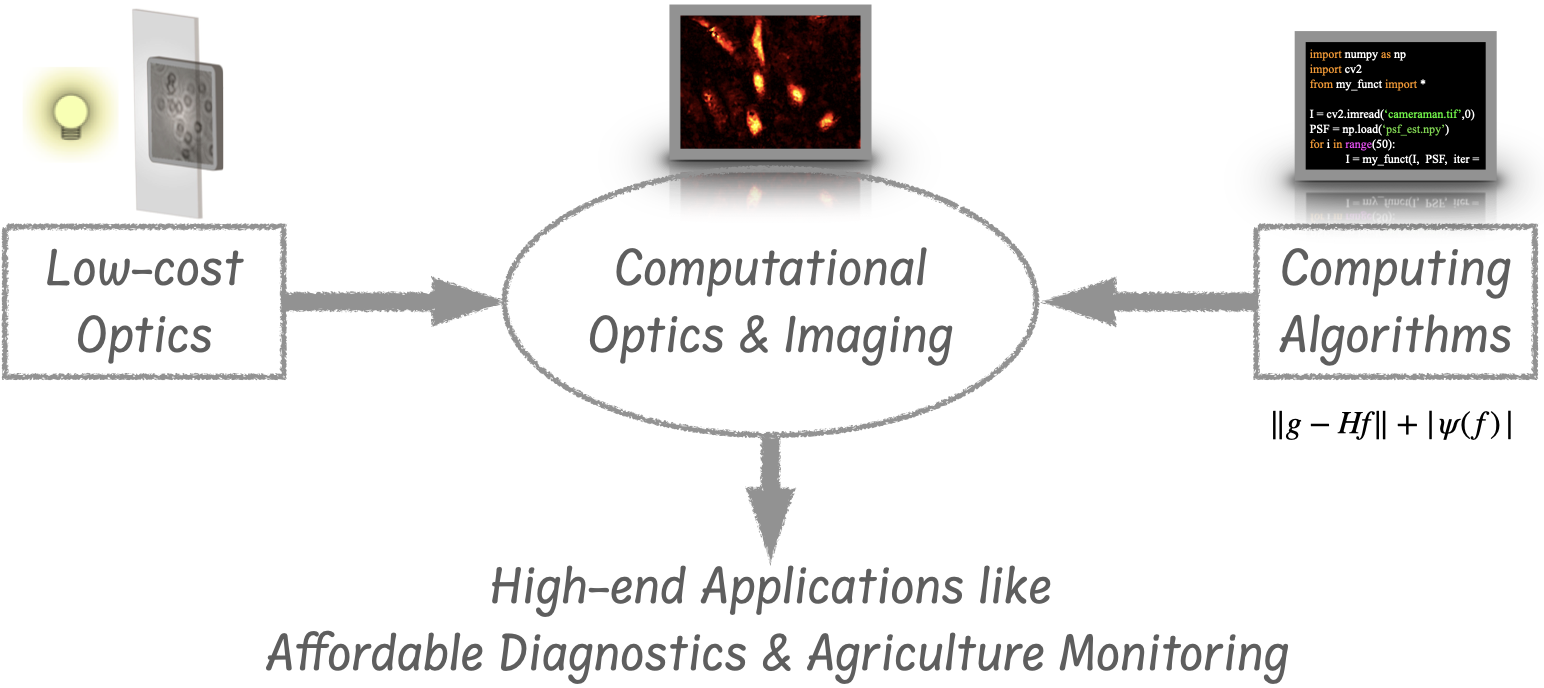 import numpy as np
import cv2
from my_funct import *
I = cv2.imread('cameraman.tif',0)
PSF = np.load('psf_est.npy')
for i in range(50):
I = my_funct(I, PSF, iter =
Low-cost
Optics
Computational
Optics & Imaging
Computing
Algorithms
||g − Hf|| + |ψ(f)|
High-end Applications like
Affordable Diagnostics & Agriculture Monitoring